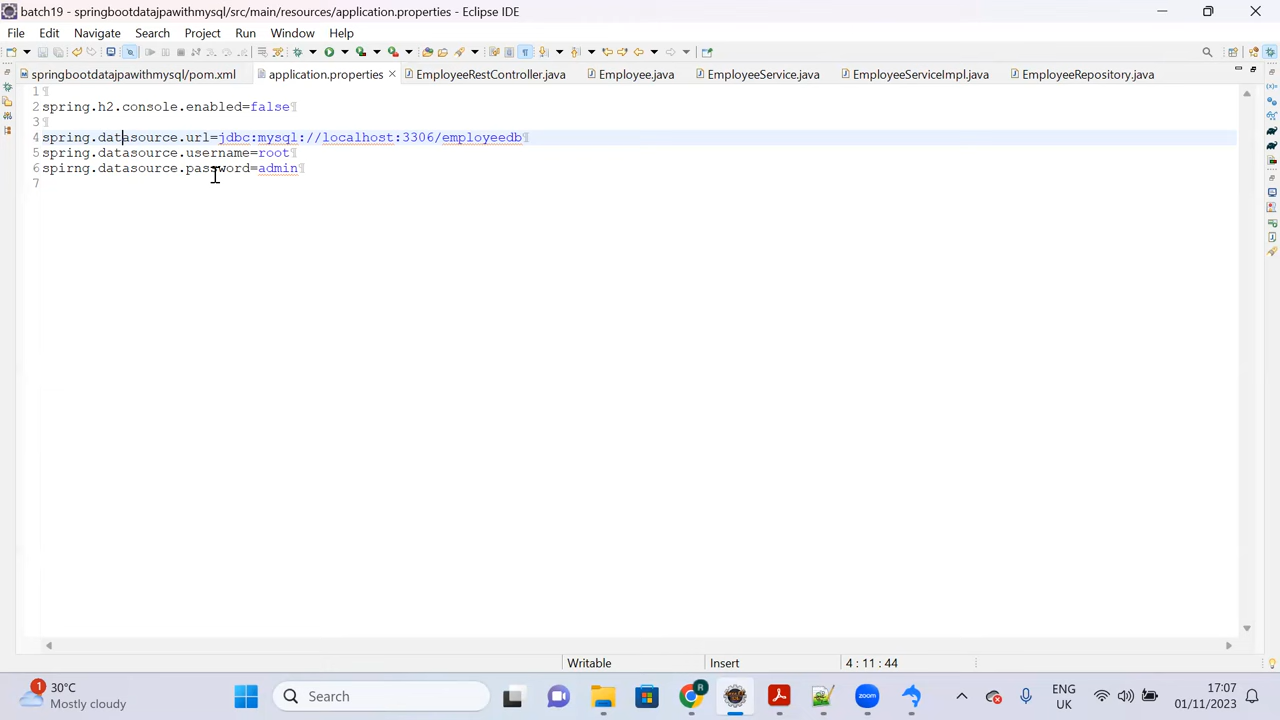 batch19 - springbootdatajpawithmysql/src/main/resources/application.properties - Eclipse IDE
File Edit Navigate Search Project Run Window Help
springbootdatajpawithmysql/pom.xml application.properties EmployeeRestController.java Employee.java EmployeeService.java EmployeeServiceImpl.java EmployeeRepository.java
1¶
2 spring.h2.console.enabled=false¶
3¶
4 spring.datasource.url=jdbc:mysql://localhost:3306/employeedb¶
5 spring.datasource.username=root¶
6 spirng.datasource.password=admin¶
7
Writable Insert 4 : 11 : 44
1 30°C Mostly cloudy Search R zoom ENG UK 17:07 01/11/2023